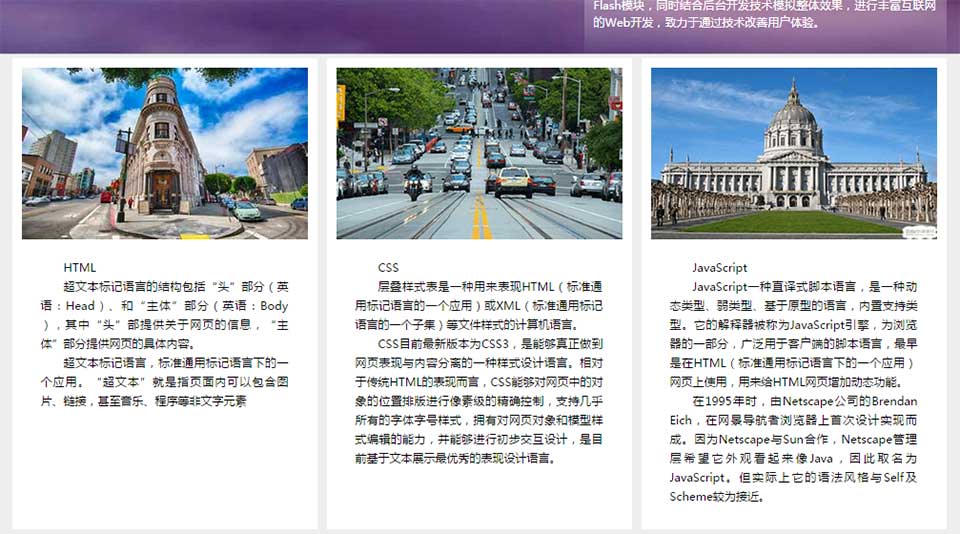 Flash模块，同时结合后台开发技术模拟整体效果，进行丰富互联网
的Web开发，致力于通过技术改善用户体验。
HTML
超文本标记语言的结构包括“头”部分（英
语：Head）、和“主体”部分（英语：Body
），其中“头”部提供关于网页的信息，“主
体”部分提供网页的具体内容。
超文本标记语言，标准通用标记语言下的一
个应用。“超文本”就是指页面内可以包含图
片、链接，甚至音乐、程序等非文字元素
CSS
层叠样式表是一种用来表现HTML（标准通
用标记语言的一个应用）或XML（标准通用标记
语言的一个子集）等文件样式的计算机语言。
CSS目前最新版本为CSS3，是能够真正做到
网页表现与内容分离的一种样式设计语言。相对
于传统HTML的表现而言，CSS能够对网页中的对
象的位置排版进行像素级的精确控制，支持几乎
所有的字体字号样式，拥有对网页对象和模型样
式编辑的能力，并能够进行初步交互设计，是目
前基于文本展示最优秀的表现设计语言。
JavaScript
JavaScript一种直译式脚本语言，是一种动
态类型、弱类型、基于原型的语言，内置支持类
型。它的解释器被称为JavaScript引擎，为浏览
器的一部分，广泛用于客户端的脚本语言，最早
是在HTML（标准通用标记语言下的一个应用）
网页上使用，用来给HTML网页增加动态功能。
在1995年时，由Netscape公司的Brendan
Eich，在网景导航者浏览器上首次设计实现而
成。因为Netscape与Sun合作，Netscape管理
层希望它外观看起来像Java，因此取名为
JavaScript。但实际上它的语法风格与Self及
Scheme较为接近。